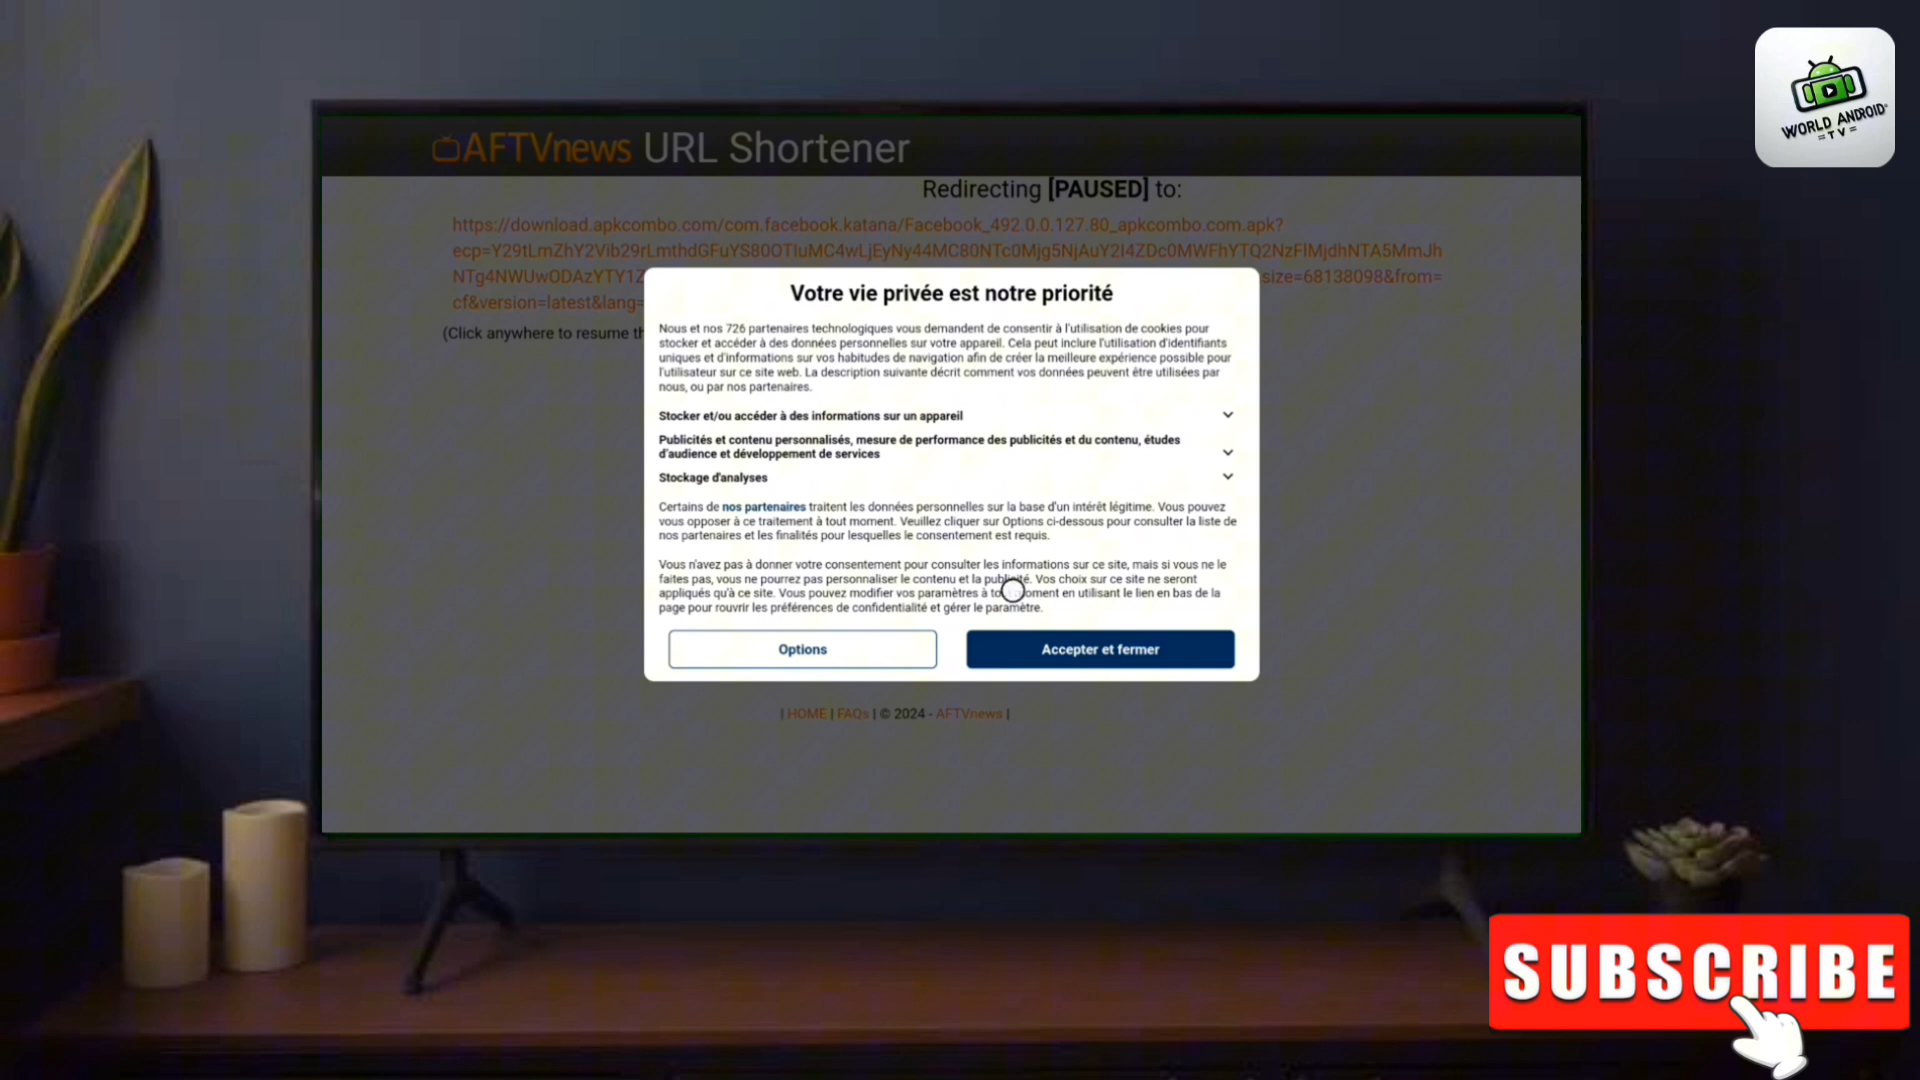 WORLD ANDROID
TV
AFTVnews URL Shortener
Redirecting [PAUSED] to:
https://download.apkcombo.com/com.facebook.katana/Facebook_492.0.0.127.80_apkcombo.com.apk?
ecp=Y29tLmZhY2Vib29rLmthdGFuYS80OTIuMC4wLjEyNy44MC80NTc0Mjg5NjAuY2I4ZDc0MWFhYTQ2NzFlMjdhNTA5MmJh
NTg4NWUwODAzYTY1Z size=68138098&from=
cf&version=latest&lang=
(Click anywhere to resume th
Votre vie privée est notre priorité
Nous et nos 726 partenaires technologiques vous demandent de consentir à l'utilisation de cookies pour
stocker et accéder à des données personnelles sur votre appareil. Cela peut inclure l'utilisation d'identifiants
uniques et d'informations sur vos habitudes de navigation afin de créer la meilleure expérience possible pour
l'utilisateur sur ce site web. La description suivante décrit comment vos données peuvent être utilisées par
nous, ou par nos partenaires.
Stocker et/ou accéder à des informations sur un appareil
Publicités et contenu personnalisés, mesure de performance des publicités et du contenu, études
d'audience et développement de services
Stockage d'analyses
Certains de nos partenaires traitent les données personnelles sur la base d'un intérêt légitime. Vous pouvez
vous opposer à ce traitement à tout moment. Veuillez cliquer sur Options ci-dessous pour consulter la liste de
nos partenaires et les finalités pour lesquelles le consentement est requis.
Vous n'avez pas à donner votre consentement pour consulter les informations sur ce site, mais si vous ne le
faites pas, vous ne pourrez pas personnaliser le contenu et la publicité. Vos choix sur ce site ne seront
appliqués qu'à ce site. Vous pouvez modifier vos paramètres à tout moment en utilisant le lien en bas de la
page pour rouvrir les préférences de confidentialité et gérer le paramètre.
Options
Accepter et fermer
| HOME | FAQs | © 2024 - AFTVnews |
SUBSCRIBE